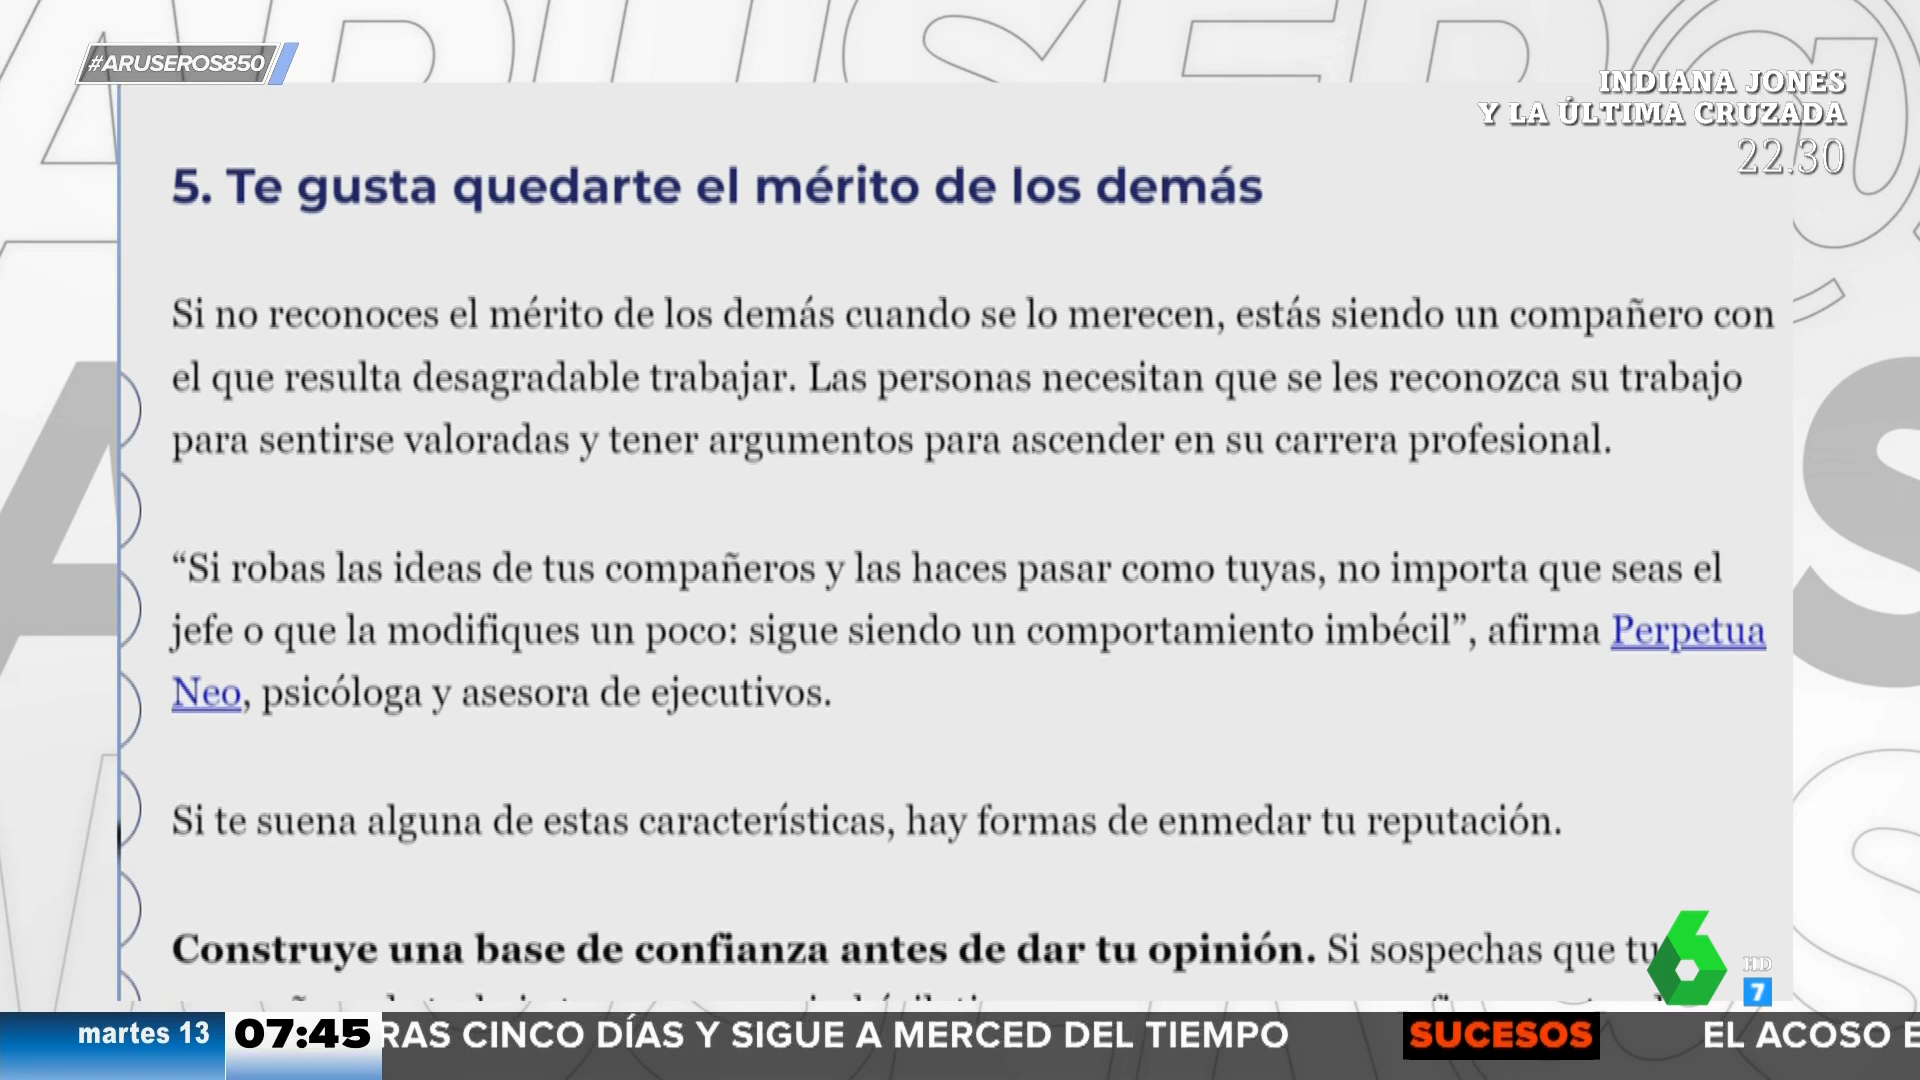 #ARUSEROS850
INDIANA JONES
Y LA ÚLTIMA CRUZADA
22.30
5. Te gusta quedarte el mérito de los demás
Si no reconoces el mérito de los demás cuando se lo merecen, estás siendo un compañero con
el que resulta desagradable trabajar. Las personas necesitan que se les reconozca su trabajo
para sentirse valoradas y tener argumentos para ascender en su carrera profesional.
“Si robas las ideas de tus compañeros y las haces pasar como tuyas, no importa que seas el
jefe o que la modifiques un poco: sigue siendo un comportamiento imbécil”, afirma Perpetua
Neo, psicóloga y asesora de ejecutivos.
Si te suena alguna de estas características, hay formas de enmedar tu reputación.
Construye una base de confianza antes de dar tu opinión. Si sospechas que tu
6
HD
7
martes 13 07:45 RAS CINCO DÍAS Y SIGUE A MERCED DEL TIEMPO SUCESOS EL ACOSO E